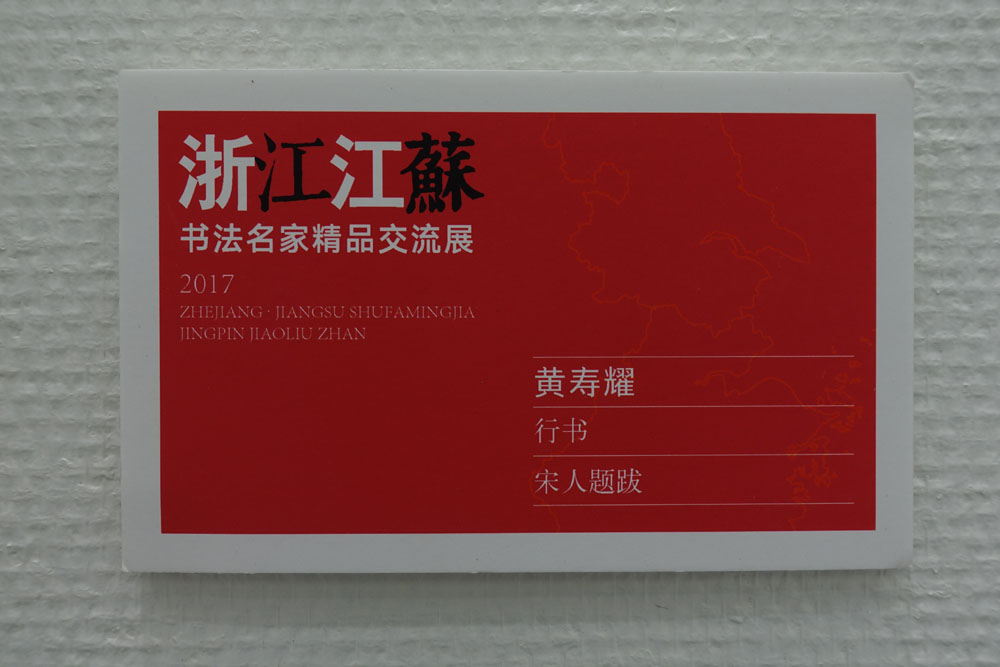 浙江江蘇
书法名家精品交流展
2017
ZHEJIANG · JIANGSU SHUFAMINGJIA
JINGPIN JIAOLIU ZHAN
黄寿耀
行书
宋人题跋